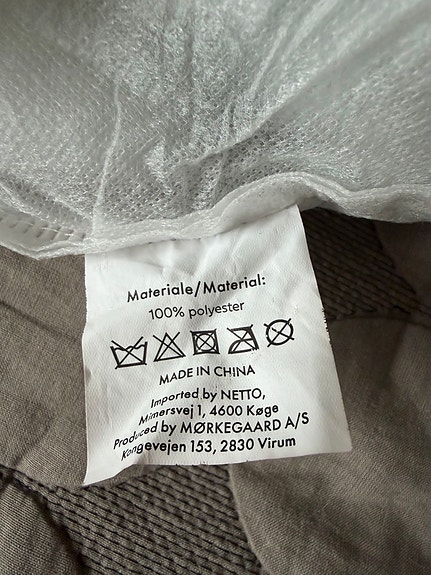 Materiale/Material:
100% polyester
MADE IN CHINA
Imported by NETTO,
Mimersvej 1, 4600 Køge
Produced by MØRKEGAARD A/S
Kongevejen 153, 2830 Virum